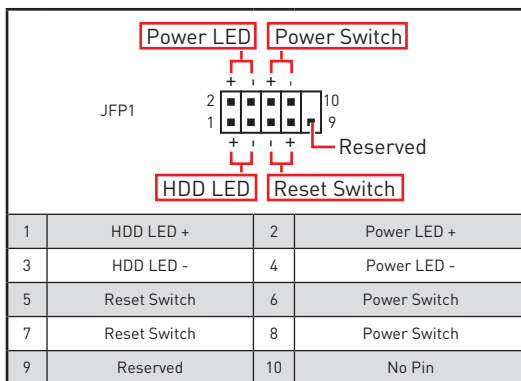 Power LED Power Switch
+ - + -
JFP1
2 10
1 9
+ - - +
Reserved
HDD LED Reset Switch
1 HDD LED + 2 Power LED +
3 HDD LED - 4 Power LED -
5 Reset Switch 6 Power Switch
7 Reset Switch 8 Power Switch
9 Reserved 10 No Pin